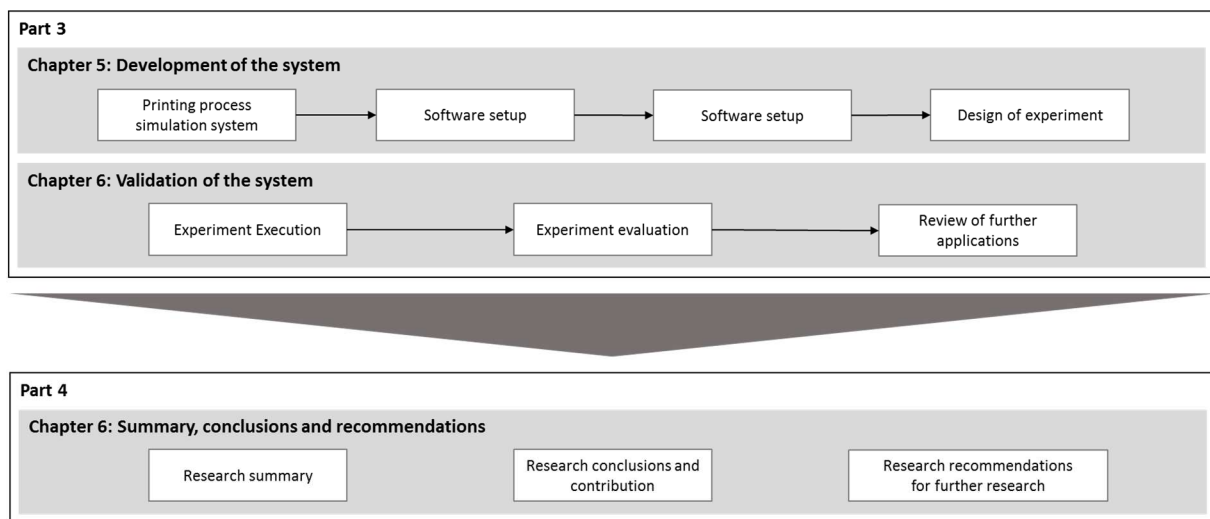 Part 3
Chapter 5: Development of the system
Printing process
simulation system
Software setup
Software setup
Design of experiment
Chapter 6: Validation of the system
Experiment Execution
Experiment evaluation
Review of further
applications
Part 4
Chapter 6: Summary, conclusions and recommendations
Research summary
Research conclusions and
contribution
Research recommendations
for further research